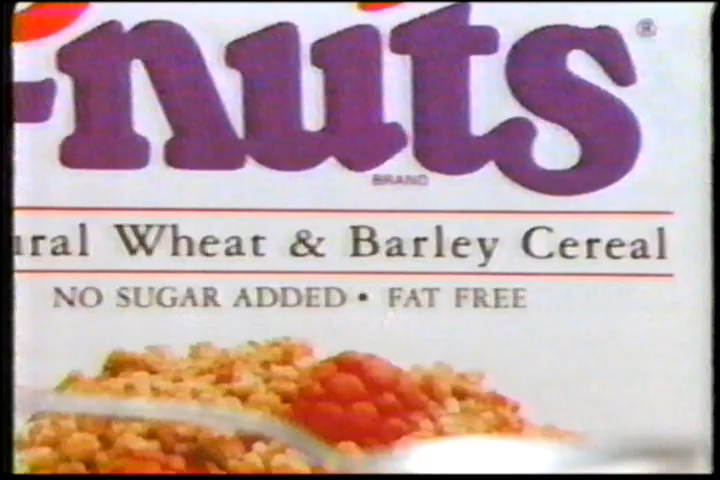 -nuts®
BRAND
ural Wheat & Barley Cereal
NO SUGAR ADDED • FAT FREE